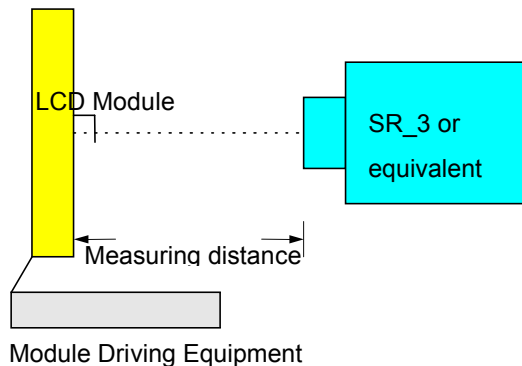 LCD Module
SR_3 or
equivalent
Measuring distance
Module Driving Equipment